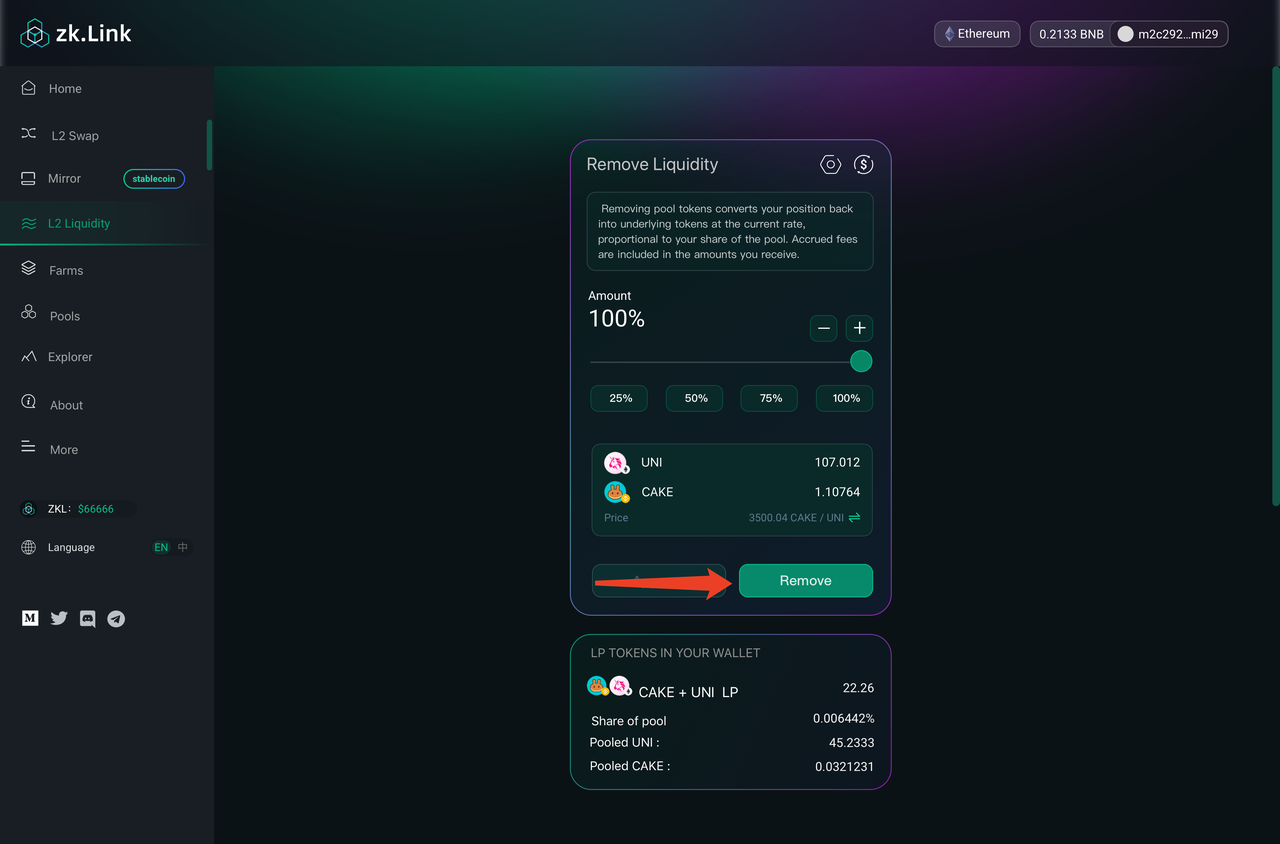 zk.Link
Ethereum
0.2133 BNB
m2c292...mi29
Home
L2 Swap
Mirror
stablecoin
L2 Liquidity
Farms
Pools
Explorer
About
More
ZKL: $66666
Language
EN 中
M
Remove Liquidity
Removing pool tokens converts your position back
into underlying tokens at the current rate,
proportional to your share of the pool. Accrued fees
are included in the amounts you receive.
Amount
100%
25% 50% 75% 100%
UNI 107.012
CAKE 1.10764
Price 3500.04 CAKE / UNI
Remove
LP TOKENS IN YOUR WALLET
CAKE + UNI LP 22.26
Share of pool 0.006442%
Pooled UNI : 45.2333
Pooled CAKE : 0.0321231